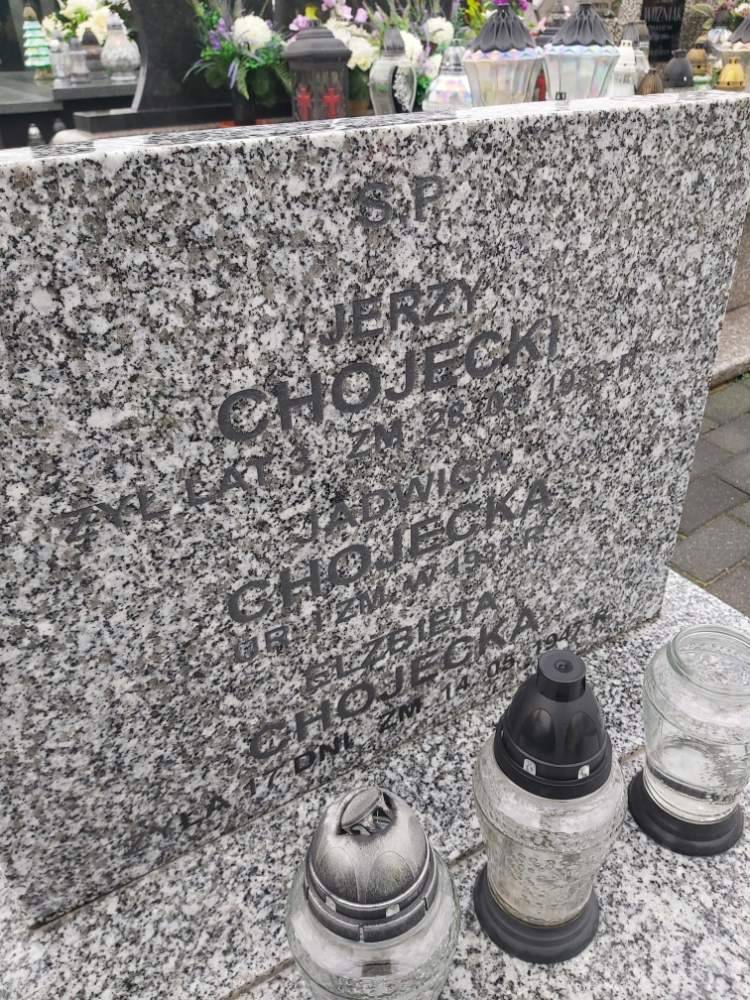 Ś.P.
JERZY
CHOJECKI
ŻYŁ LAT 3 ZM. 28. 03. R.
JADWIGA
CHOJECKA
UR. I ZM. W R.
ELŻBIETA
CHOJECKA
ŻYŁA 17 DNI, ZM. 14. 05. R.